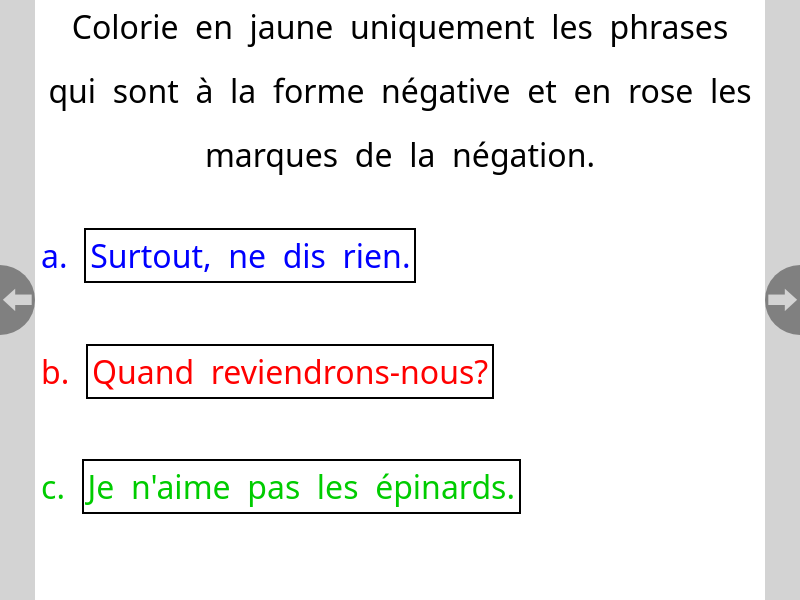 Colorie en jaune uniquement les phrases
qui sont à la forme négative et en rose les
marques de la négation.
a. Surtout, ne dis rien.
b. Quand reviendrons-nous?
c. Je n'aime pas les épinards.